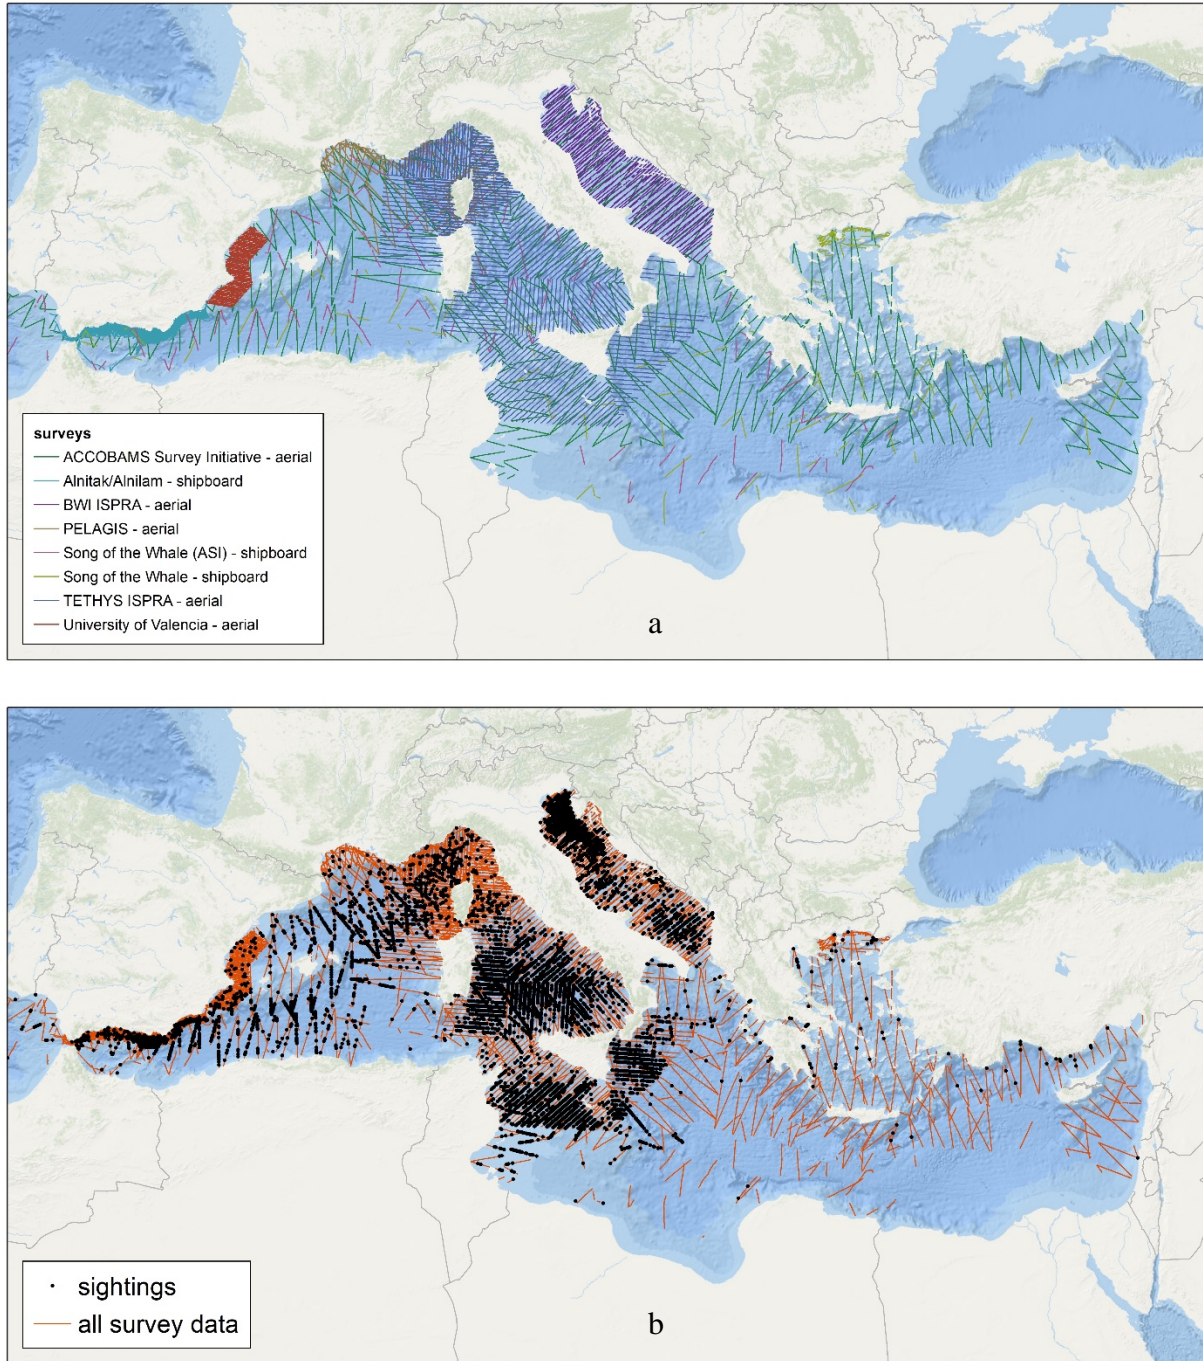 surveys
ACCOBAMS Survey Initiative - aerial
Alnitak/Alnilam - shipboard
BWI ISPRA - aerial
PELAGIS - aerial
Song of the Whale (ASI) - shipboard
Song of the Whale - shipboard
TETHYS ISPRA - aerial
University of Valencia - aerial
a
sightings
all survey data
b